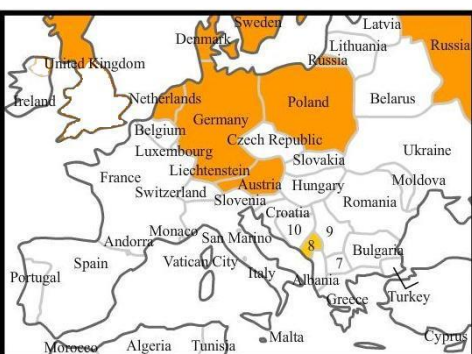 Sweden
Latvia
Denmark
Lithuania
Russia
Russia
United Kingdom
Ireland
Netherlands
Poland
Belarus
Germany
Belgium
Czech Republic
Luxembourg
Ukraine
Slovakia
Liechtenstein
France
Austria
Hungary
Moldova
Switzerland
Slovenia
Romania
Croatia
Monaco
San Marino
10
9
Andorra
8
Bulgaria
Spain
Vatican City
7
Portugal
Italy
Albania
Greece
Turkey
Malta
Cyprus
Morocco
Algeria
Tunisia